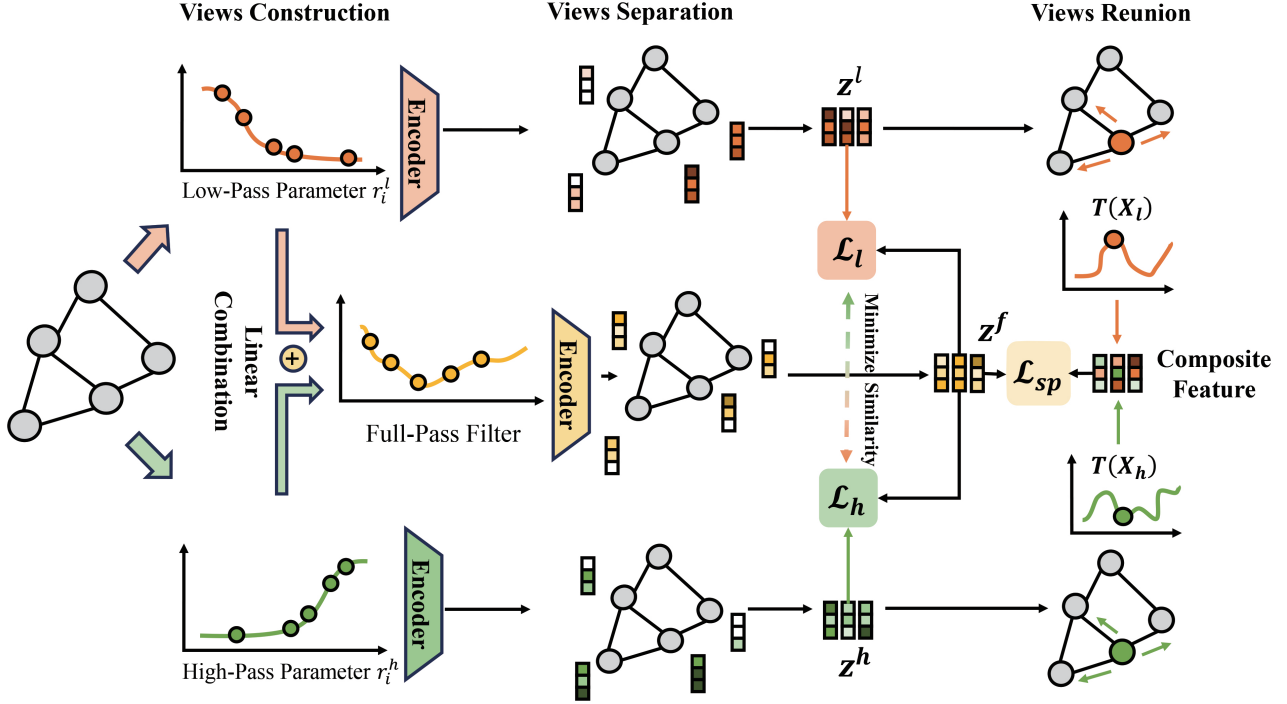 Views Construction
Views Separation
Views Reunion
Encoder
z^l
Low-Pass Parameter r_i^l
T(X_l)
ℒ_l
Linear
Combination
+
Minimize Similarity
Encoder
z^f
ℒ_sp
Composite
Feature
Full-Pass Filter
T(X_h)
ℒ_h
Encoder
High-Pass Parameter r_i^h
z^h